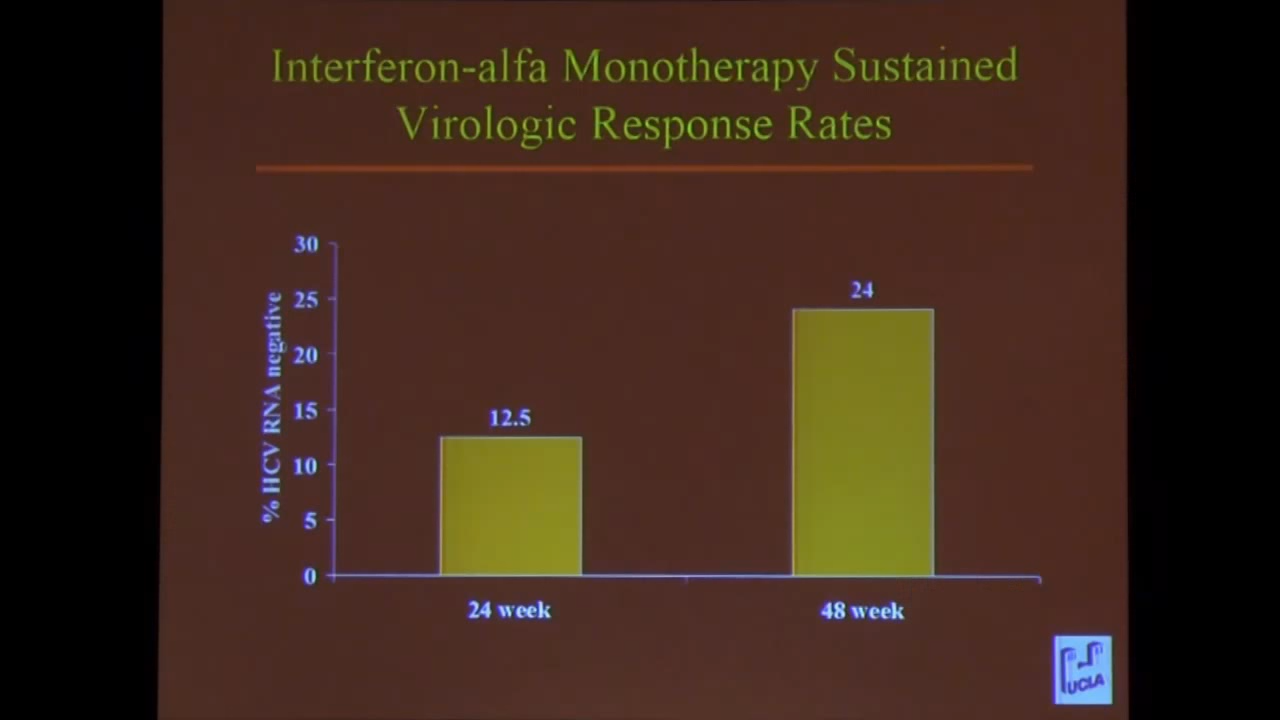 Interferon-alfa Monotherapy Sustained
Virologic Response Rates
% HCV RNA negative
30
25
20
15
10
5
0
12.5
24
24 week
48 week
UCLA